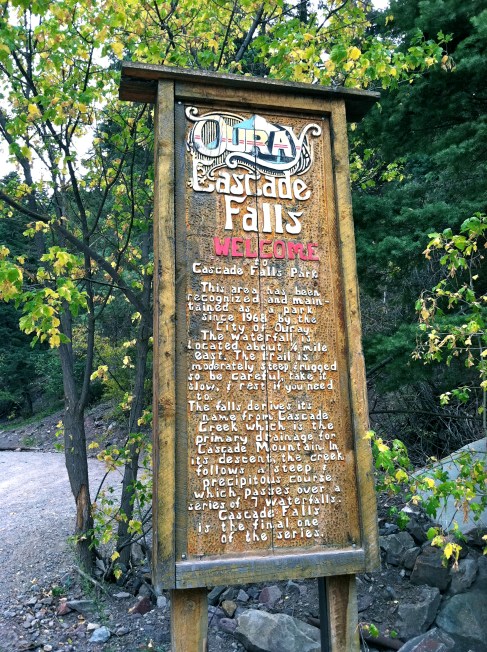 OURAY
Cascade
Falls
WELCOME
to
Cascade Falls Park
This area has been
recognized and main-
tained as a park
since 1968 by the
City of Ouray.
The waterfall is
located about ¼ mile
east. The trail is
moderately steep & rugged
so be careful, take it
slow, & rest if you need
to.
The falls derives its
name from Cascade
Creek which is the
primary drainage for
Cascade Mountain. In
its descent, the creek
follows a steep &
precipitous course
which passes over a
series of 7 waterfalls.
Cascade Falls
is the final one
of the series.